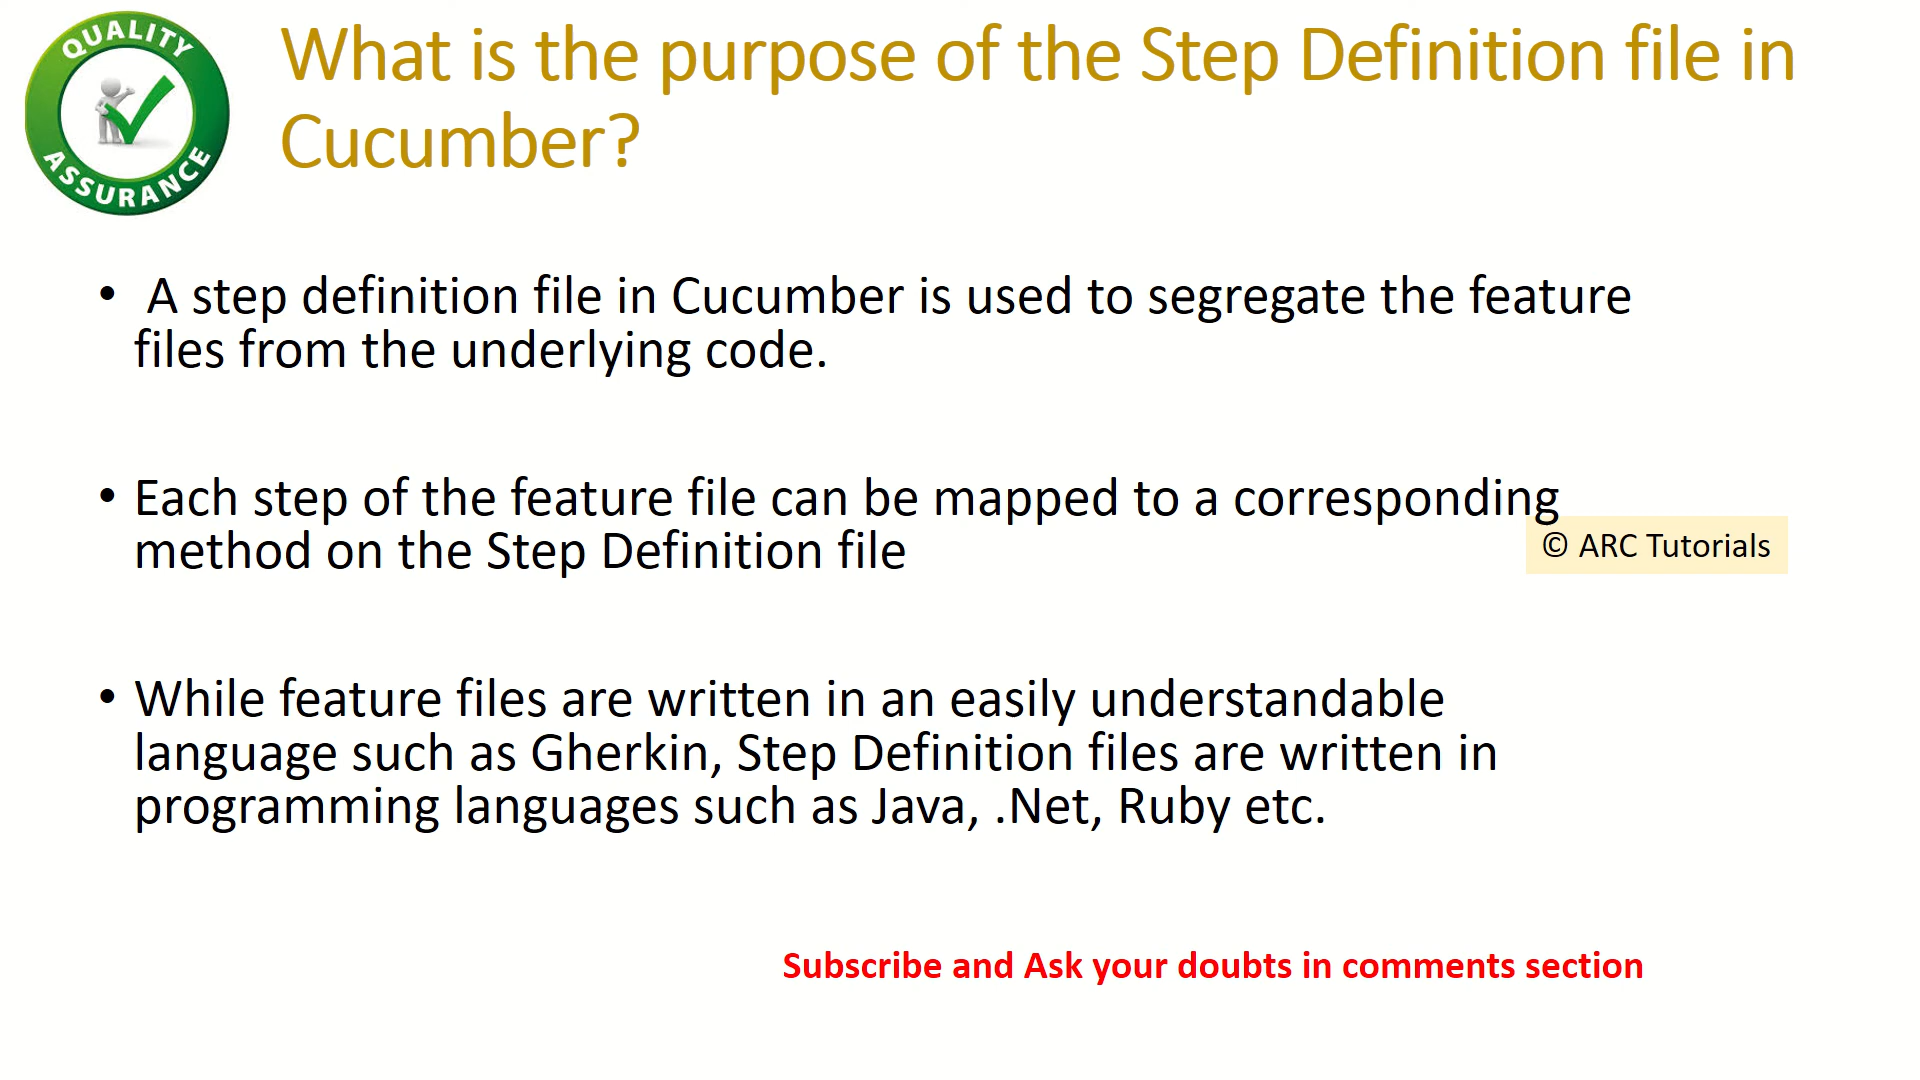 QUALITY
ASSURANCE
What is the purpose of the Step Definition file in
Cucumber?
• A step definition file in Cucumber is used to segregate the feature
files from the underlying code.
• Each step of the feature file can be mapped to a corresponding
method on the Step Definition file
© ARC Tutorials
• While feature files are written in an easily understandable
language such as Gherkin, Step Definition files are written in
programming languages such as Java, .Net, Ruby etc.
Subscribe and Ask your doubts in comments section